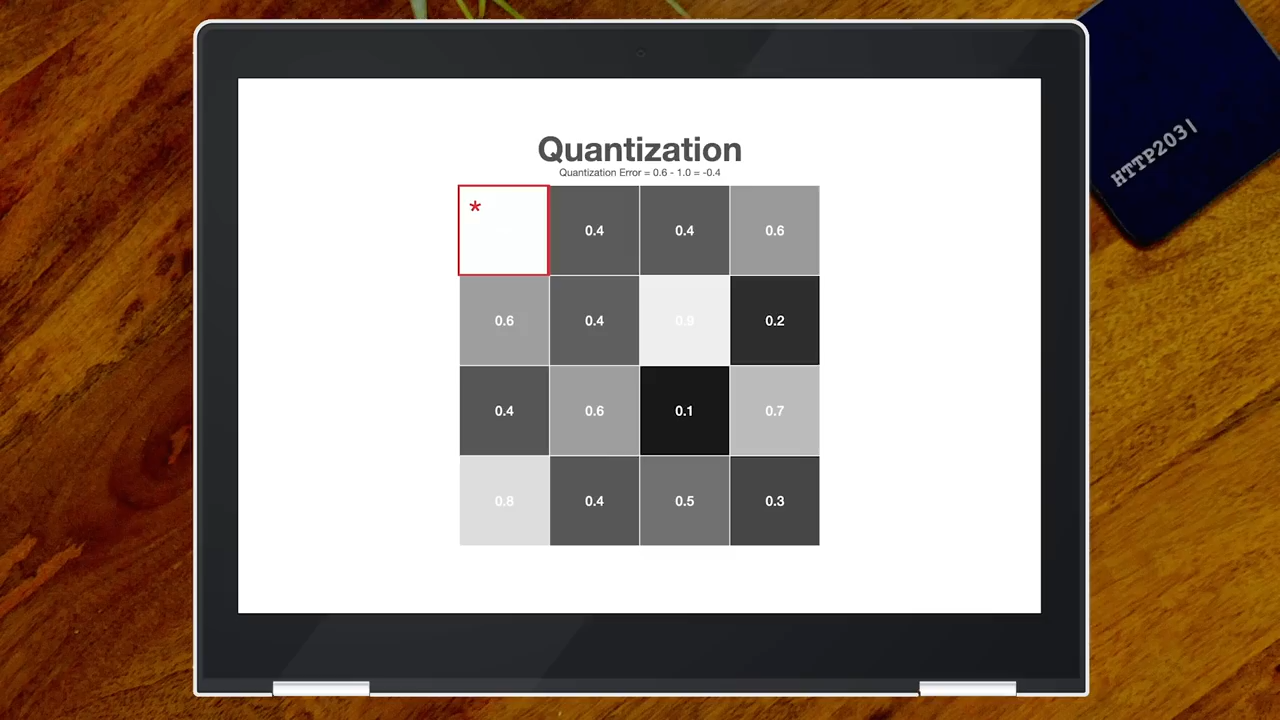 Quantization
Quantization Error = 0.6 - 1.0 = -0.4
*
0.4 0.4 0.6
0.6 0.4 0.9 0.2
0.4 0.6 0.1 0.7
0.8 0.4 0.5 0.3
HTTP203|